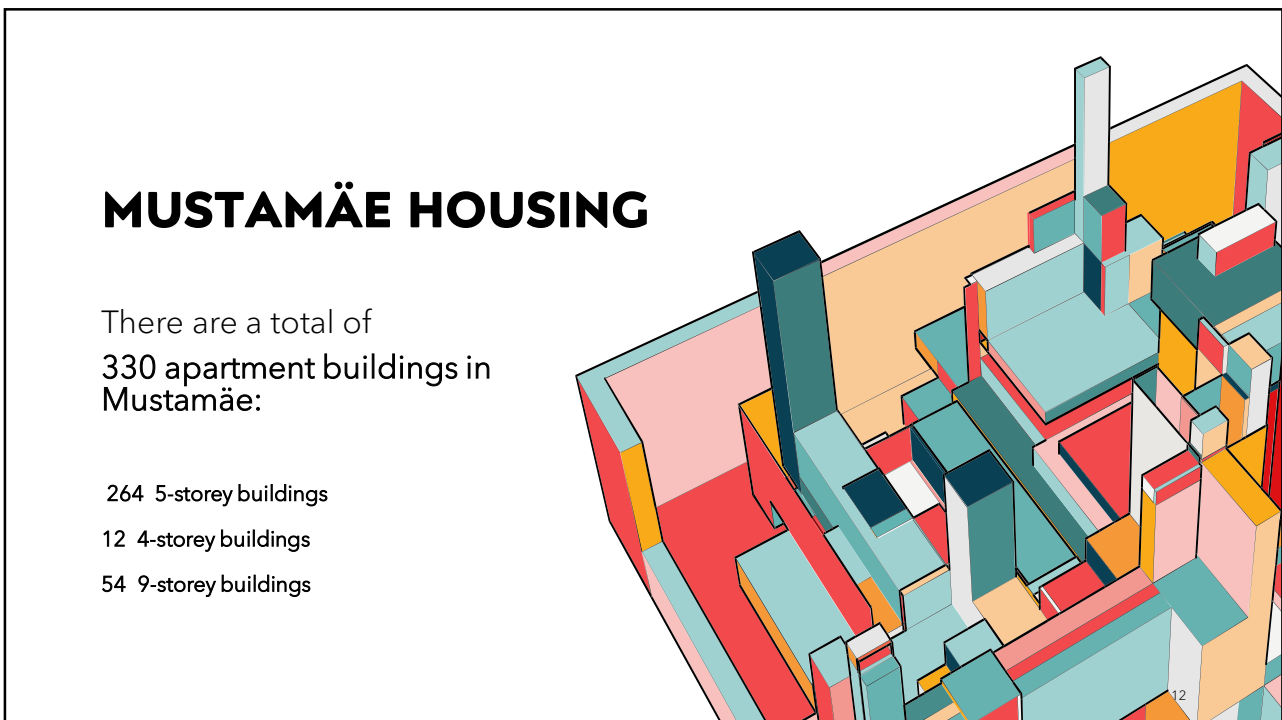 MUSTAMÄE HOUSING
There are a total of
330 apartment buildings in
Mustamäe:
264 5-storey buildings
12 4-storey buildings
54 9-storey buildings
12